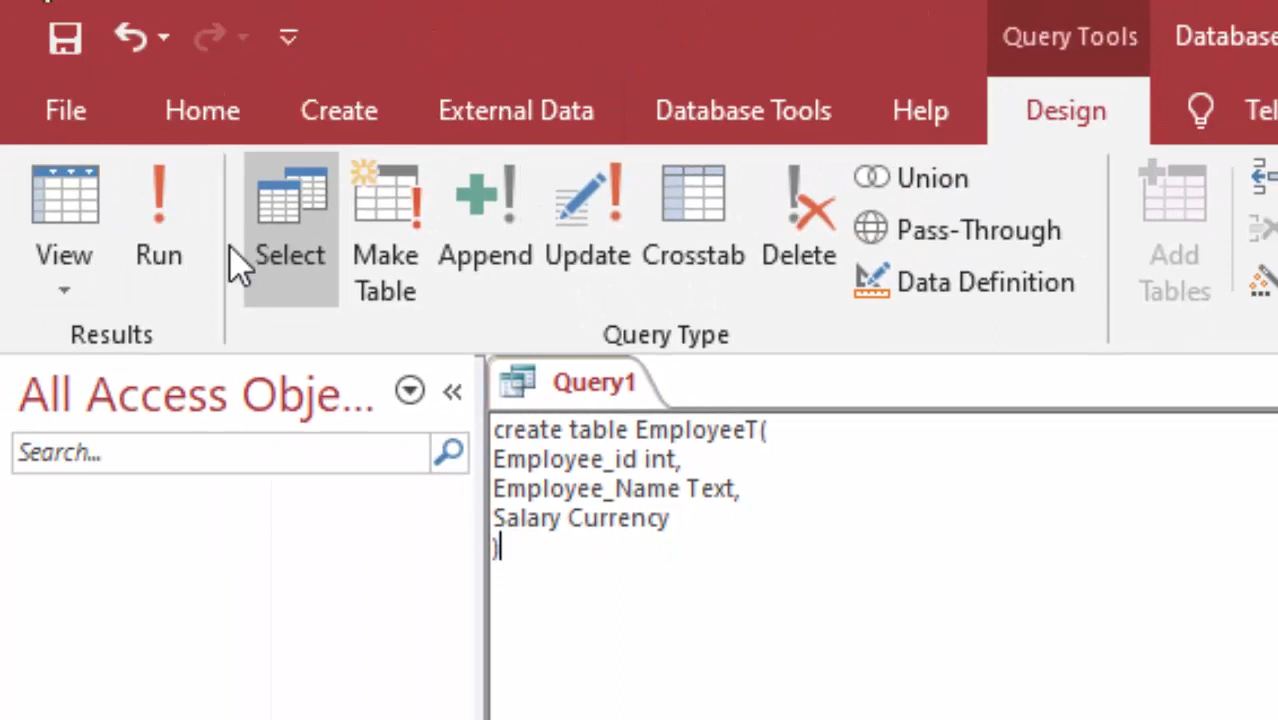 Query Tools
Database
File Home Create External Data Database Tools Help Design Tel
View Run Select Make Table Append Update Crosstab Delete
Union
Pass-Through
Data Definition
Add Tables
Results
Query Type
All Access Obje...
Search...
Query1
create table EmployeeT(
Employee_id int,
Employee_Name Text,
Salary Currency
)